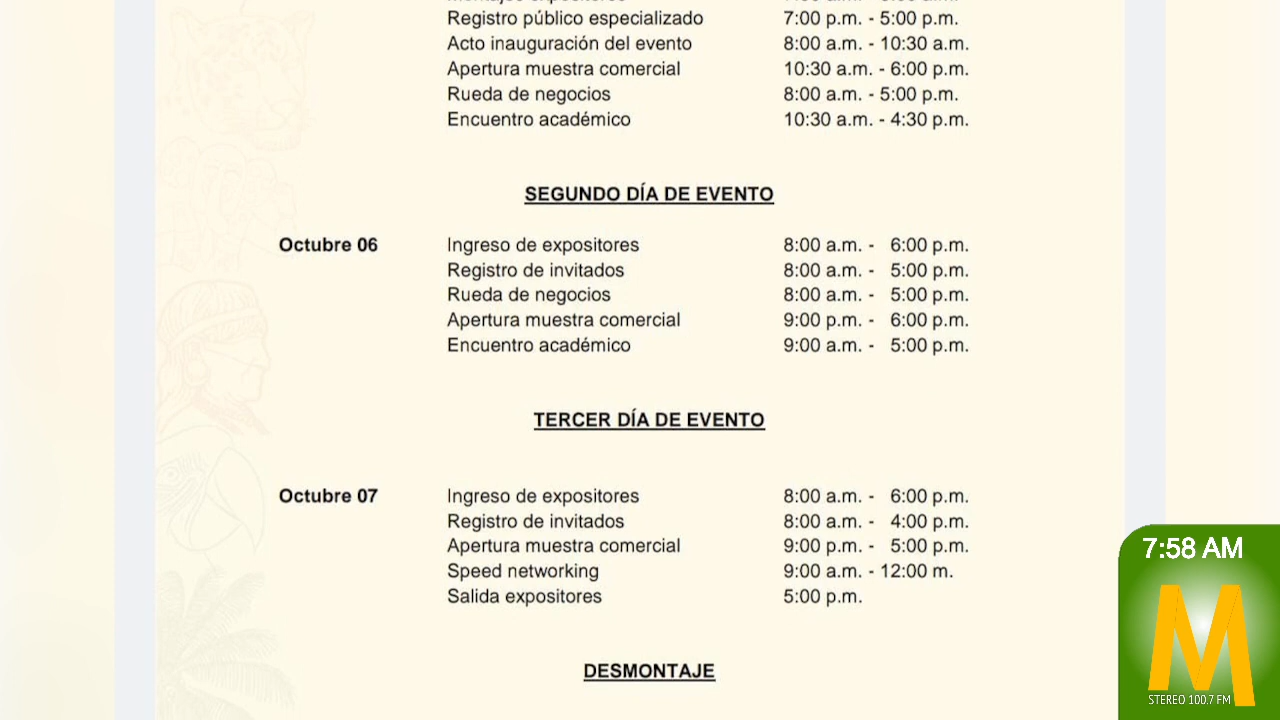 Registro público especializado 7:00 p.m. - 5:00 p.m.
Acto inauguración del evento 8:00 a.m. - 10:30 a.m.
Apertura muestra comercial 10:30 a.m. - 6:00 p.m.
Rueda de negocios 8:00 a.m. - 5:00 p.m.
Encuentro académico 10:30 a.m. - 4:30 p.m.
SEGUNDO DÍA DE EVENTO
Octubre 06 Ingreso de expositores 8:00 a.m. - 6:00 p.m.
Registro de invitados 8:00 a.m. - 5:00 p.m.
Rueda de negocios 8:00 a.m. - 5:00 p.m.
Apertura muestra comercial 9:00 p.m. - 6:00 p.m.
Encuentro académico 9:00 a.m. - 5:00 p.m.
TERCER DÍA DE EVENTO
Octubre 07 Ingreso de expositores 8:00 a.m. - 6:00 p.m.
Registro de invitados 8:00 a.m. - 4:00 p.m.
Apertura muestra comercial 9:00 p.m. - 5:00 p.m.
Speed networking 9:00 a.m. - 12:00 m.
Salida expositores 5:00 p.m.
DESMONTAJE
7:58 AM
M
STEREO 100.7 FM